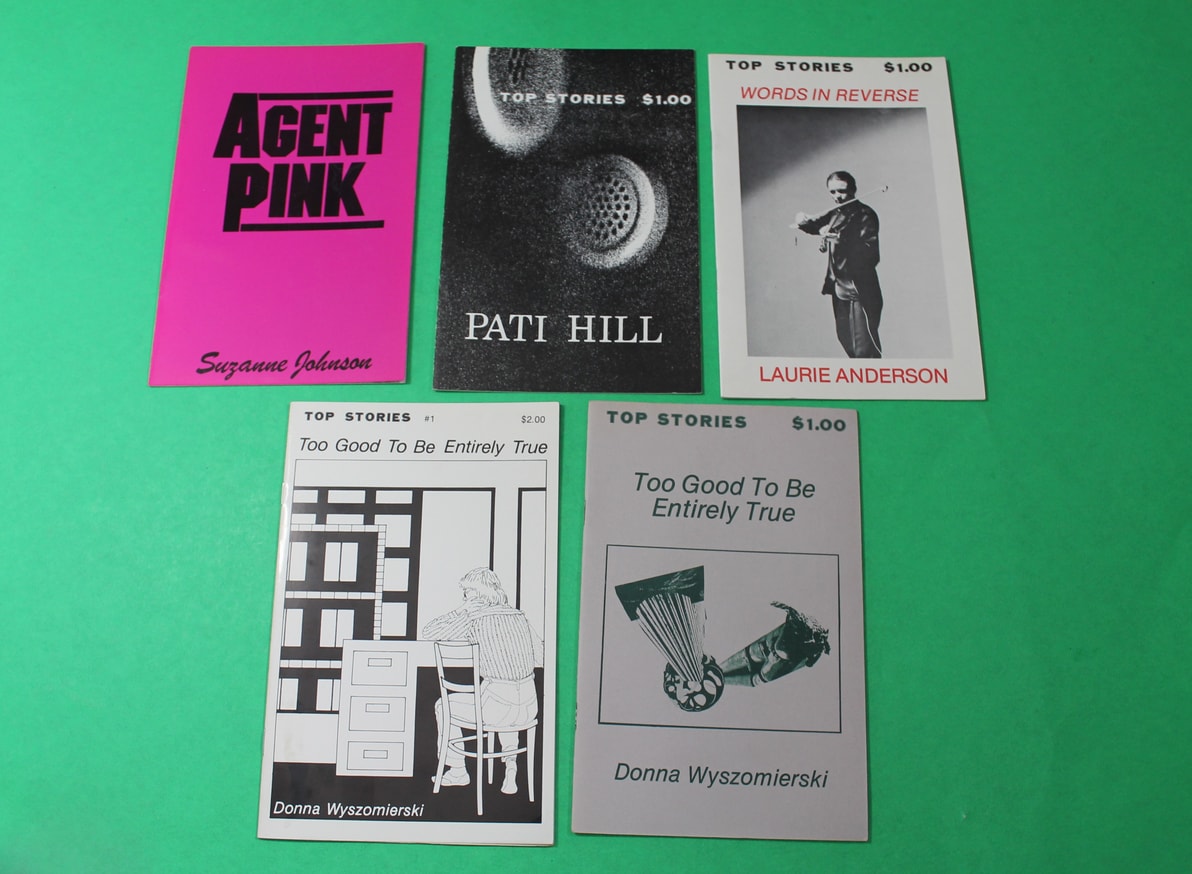 AGENT
PINK
Suzanne Johnson
TOP STORIES $1.00
PATI HILL
TOP STORIES $1.00
WORDS IN REVERSE
LAURIE ANDERSON
TOP STORIES #1 $2.00
Too Good To Be Entirely True
Donna Wyszomierski
TOP STORIES $1.00
Too Good To Be
Entirely True
Donna Wyszomierski